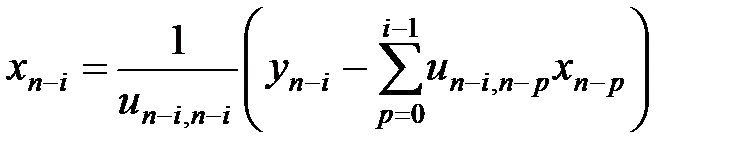 x_{n-i} = \frac{1}{u_{n-i,n-i}} \left( y_{n-i} - \sum_{p=0}^{i-1} u_{n-i,n-p} x_{n-p} \right)